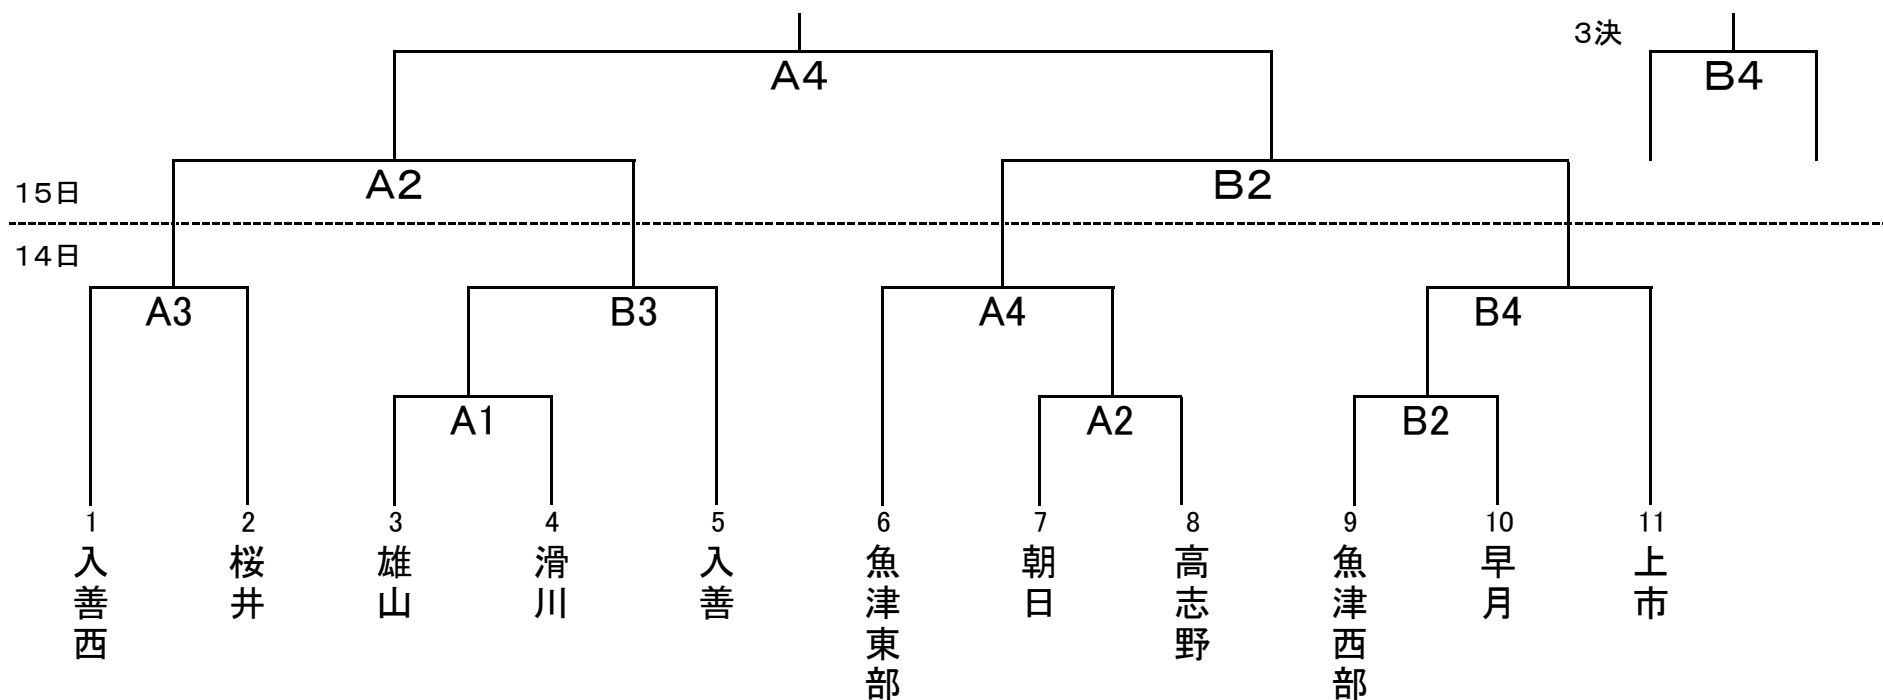 3決
A4
B4
A2
B2
15日
14日
A3
B3
A4
B4
A1
A2
B2
1
2
3
4
5
6
7
8
9
10
11
入善西
桜井
雄山
滑川
入善
魚津東部
朝日
高志野
魚津西部
早月
上市